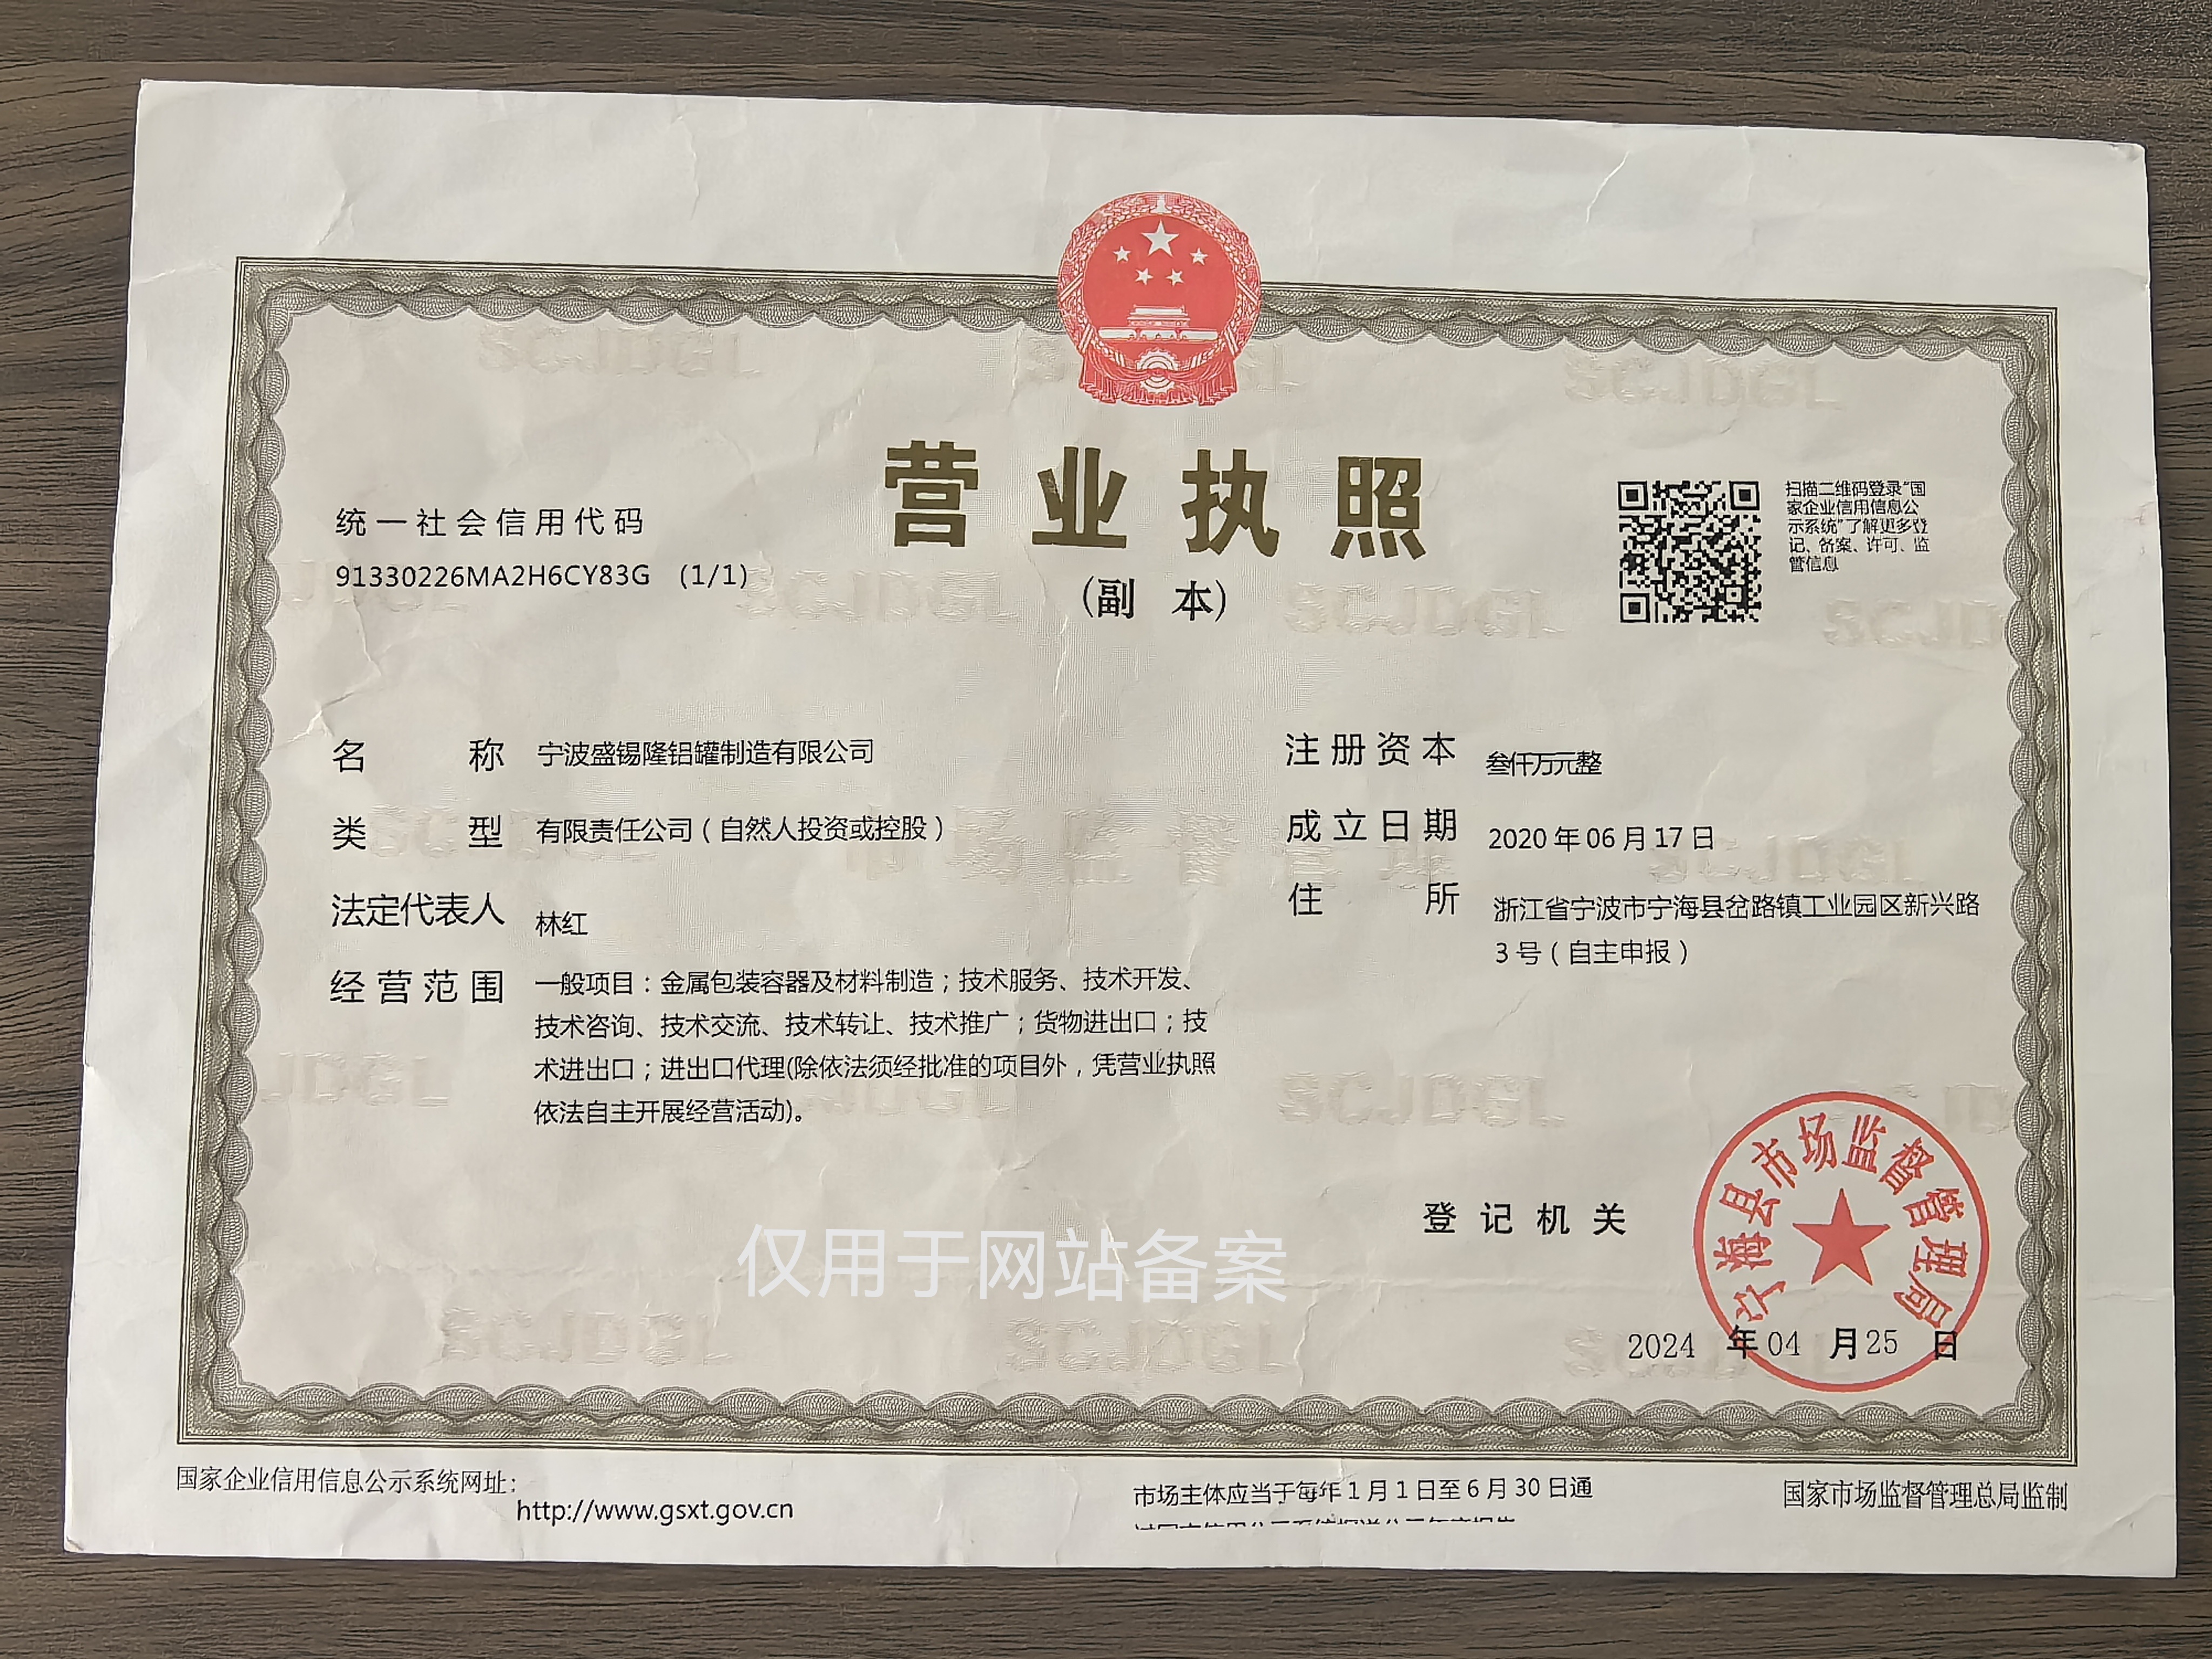 营业执照
(副 本)
统一社会信用代码
91330226MA2H6CY83G (1/1)
扫描二维码登录“国
家企业信用信息公
示系统”了解更多登
记、备案、许可、监
管信息
名 称 宁波盛锡隆铝罐制造有限公司
类 型 有限责任公司（自然人投资或控股）
法定代表人 林红
经营范围 一般项目：金属包装容器及材料制造；技术服务、技术开发、
技术咨询、技术交流、技术转让、技术推广；货物进出口；技
术进出口；进出口代理(除依法须经批准的项目外，凭营业执照
依法自主开展经营活动)。
注册资本 叁仟万元整
成立日期 2020年06月17日
住 所 浙江省宁波市宁海县岔路镇工业园区新兴路
3号（自主申报）
仅用于网站备案
登记机关
宁海县市场监督管理局
2024 年 04 月 25 日
国家企业信用信息公示系统网址：
http://www.gsxt.gov.cn
市场主体应当于每年1月1日至6月30日通
国家市场监督管理总局监制
SCJDGL